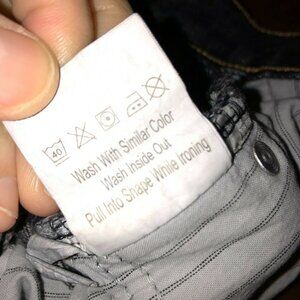 40
Wash With Similar Color
Wash Inside Out
Pull Into Shape While Ironing